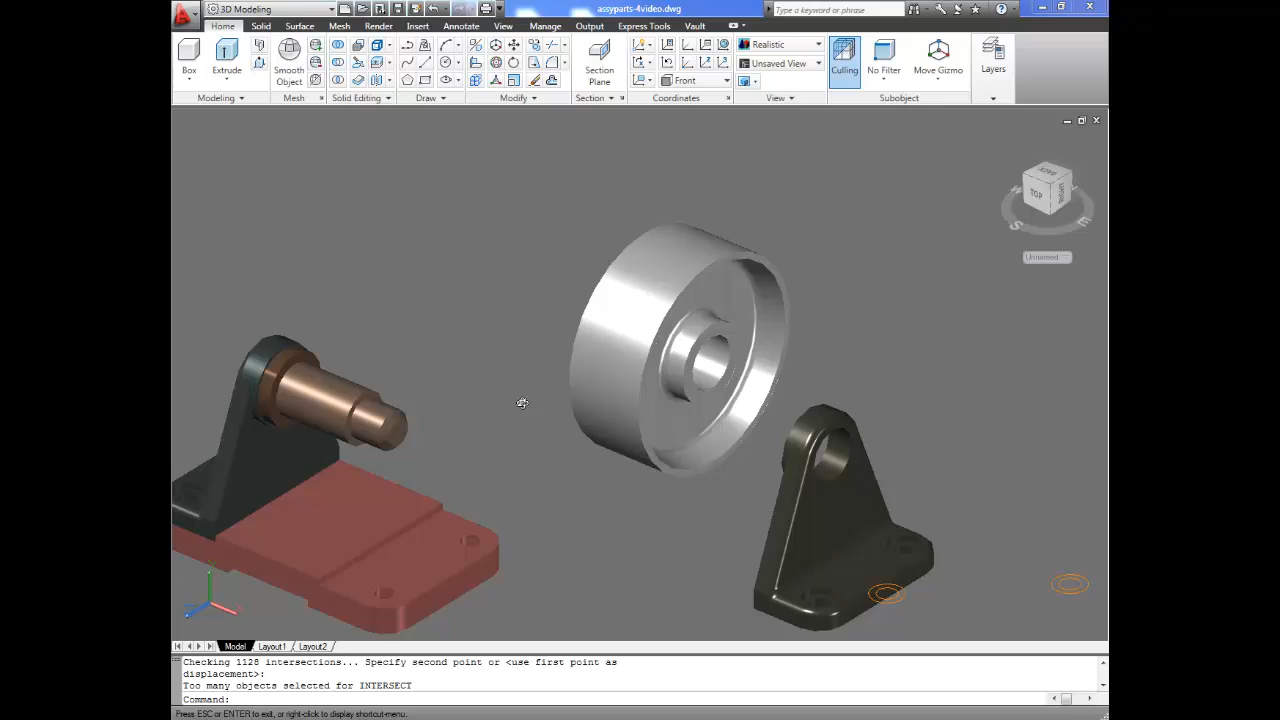 3D Modeling
assyparts-4video.dwg
Type a keyword or phrase
Home Solid Surface Mesh Render Insert Annotate View Manage Output Express Tools Vault
Box Extrude Smooth Object Section Plane
Realistic
Unsaved View
Front
Culling No Filter Move Gizmo Layers
Modeling Mesh Solid Editing Draw Modify Section Coordinates View Subobject
BACK
TOP
RIGHT
W S E
Unnamed
Model Layout1 Layout2
Checking 1128 intersections... Specify second point or <use first point as
displacement>:
Too many objects selected for INTERSECT
Command:
Press ESC or ENTER to exit, or right-click to display shortcut-menu.